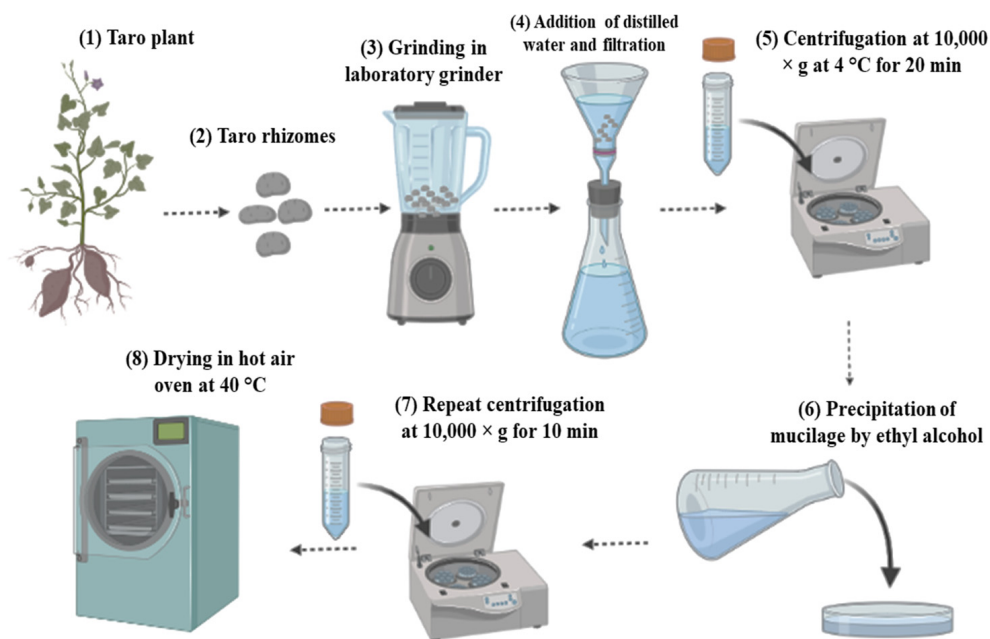 (1) Taro plant
(2) Taro rhizomes
(3) Grinding in
laboratory grinder
(4) Addition of distilled
water and filtration
(5) Centrifugation at 10,000
× g at 4 °C for 20 min
(6) Precipitation of
mucilage by ethyl alcohol
(7) Repeat centrifugation
at 10,000 × g for 10 min
(8) Drying in hot air
oven at 40 °C